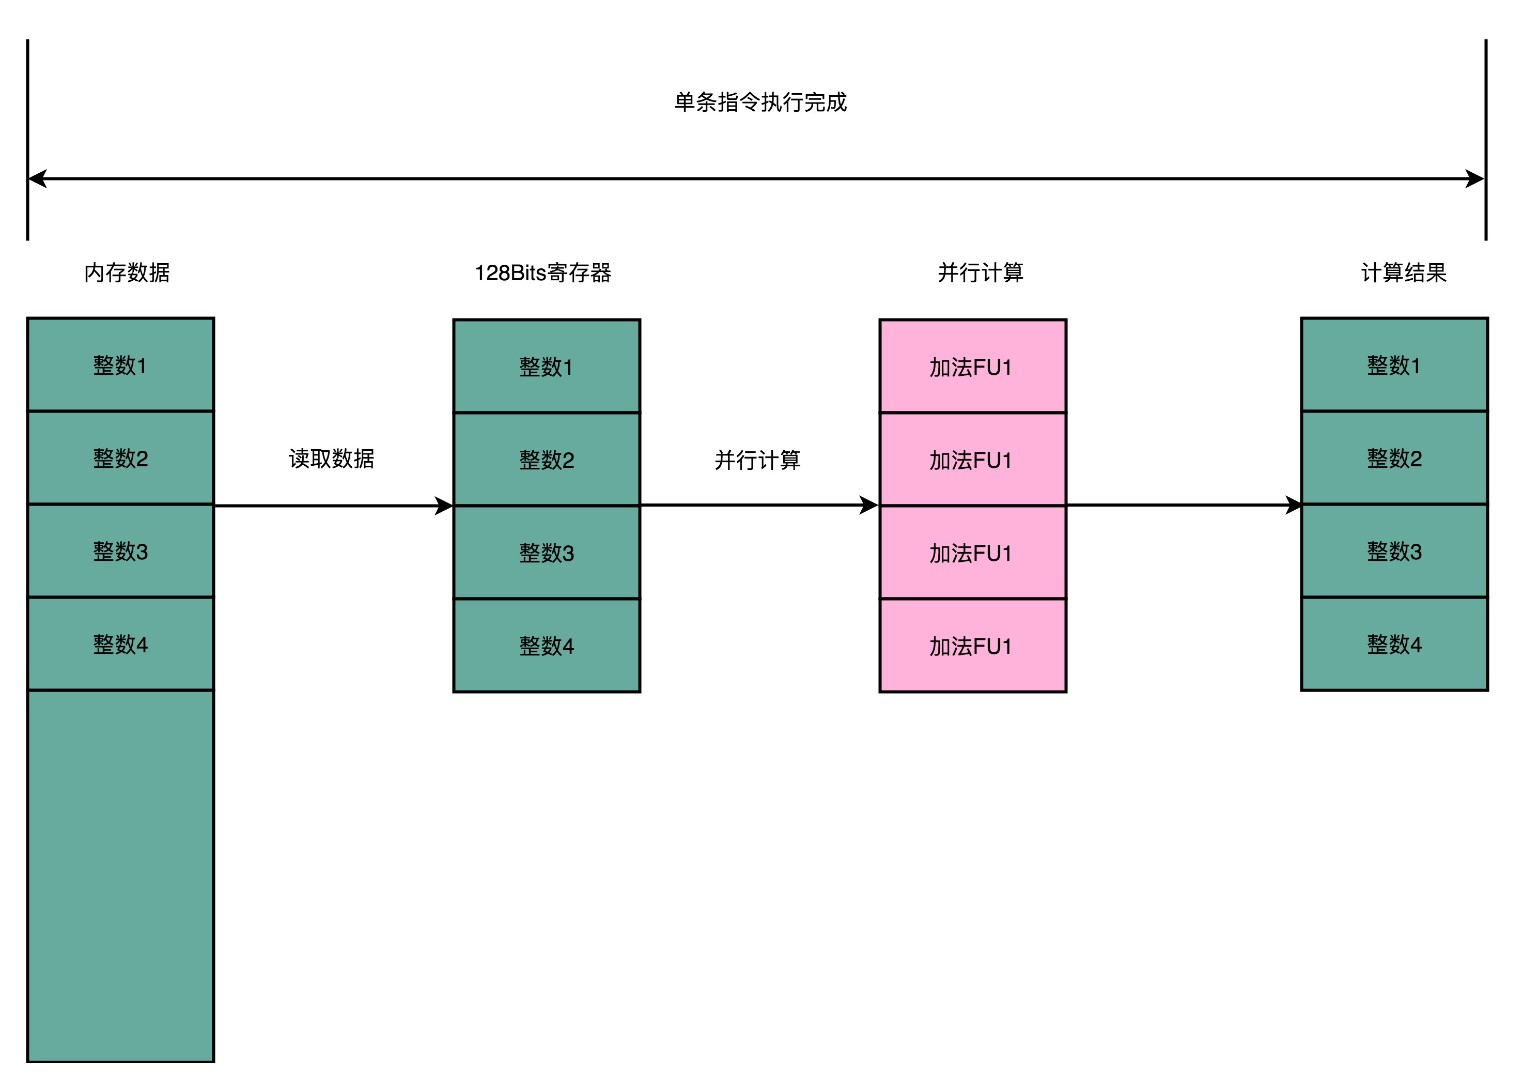 单条指令执行完成
内存数据
128Bits寄存器
并行计算
计算结果
整数1
整数2
整数3
整数4
读取数据
整数1
整数2
整数3
整数4
并行计算
加法FU1
加法FU1
加法FU1
加法FU1
整数1
整数2
整数3
整数4